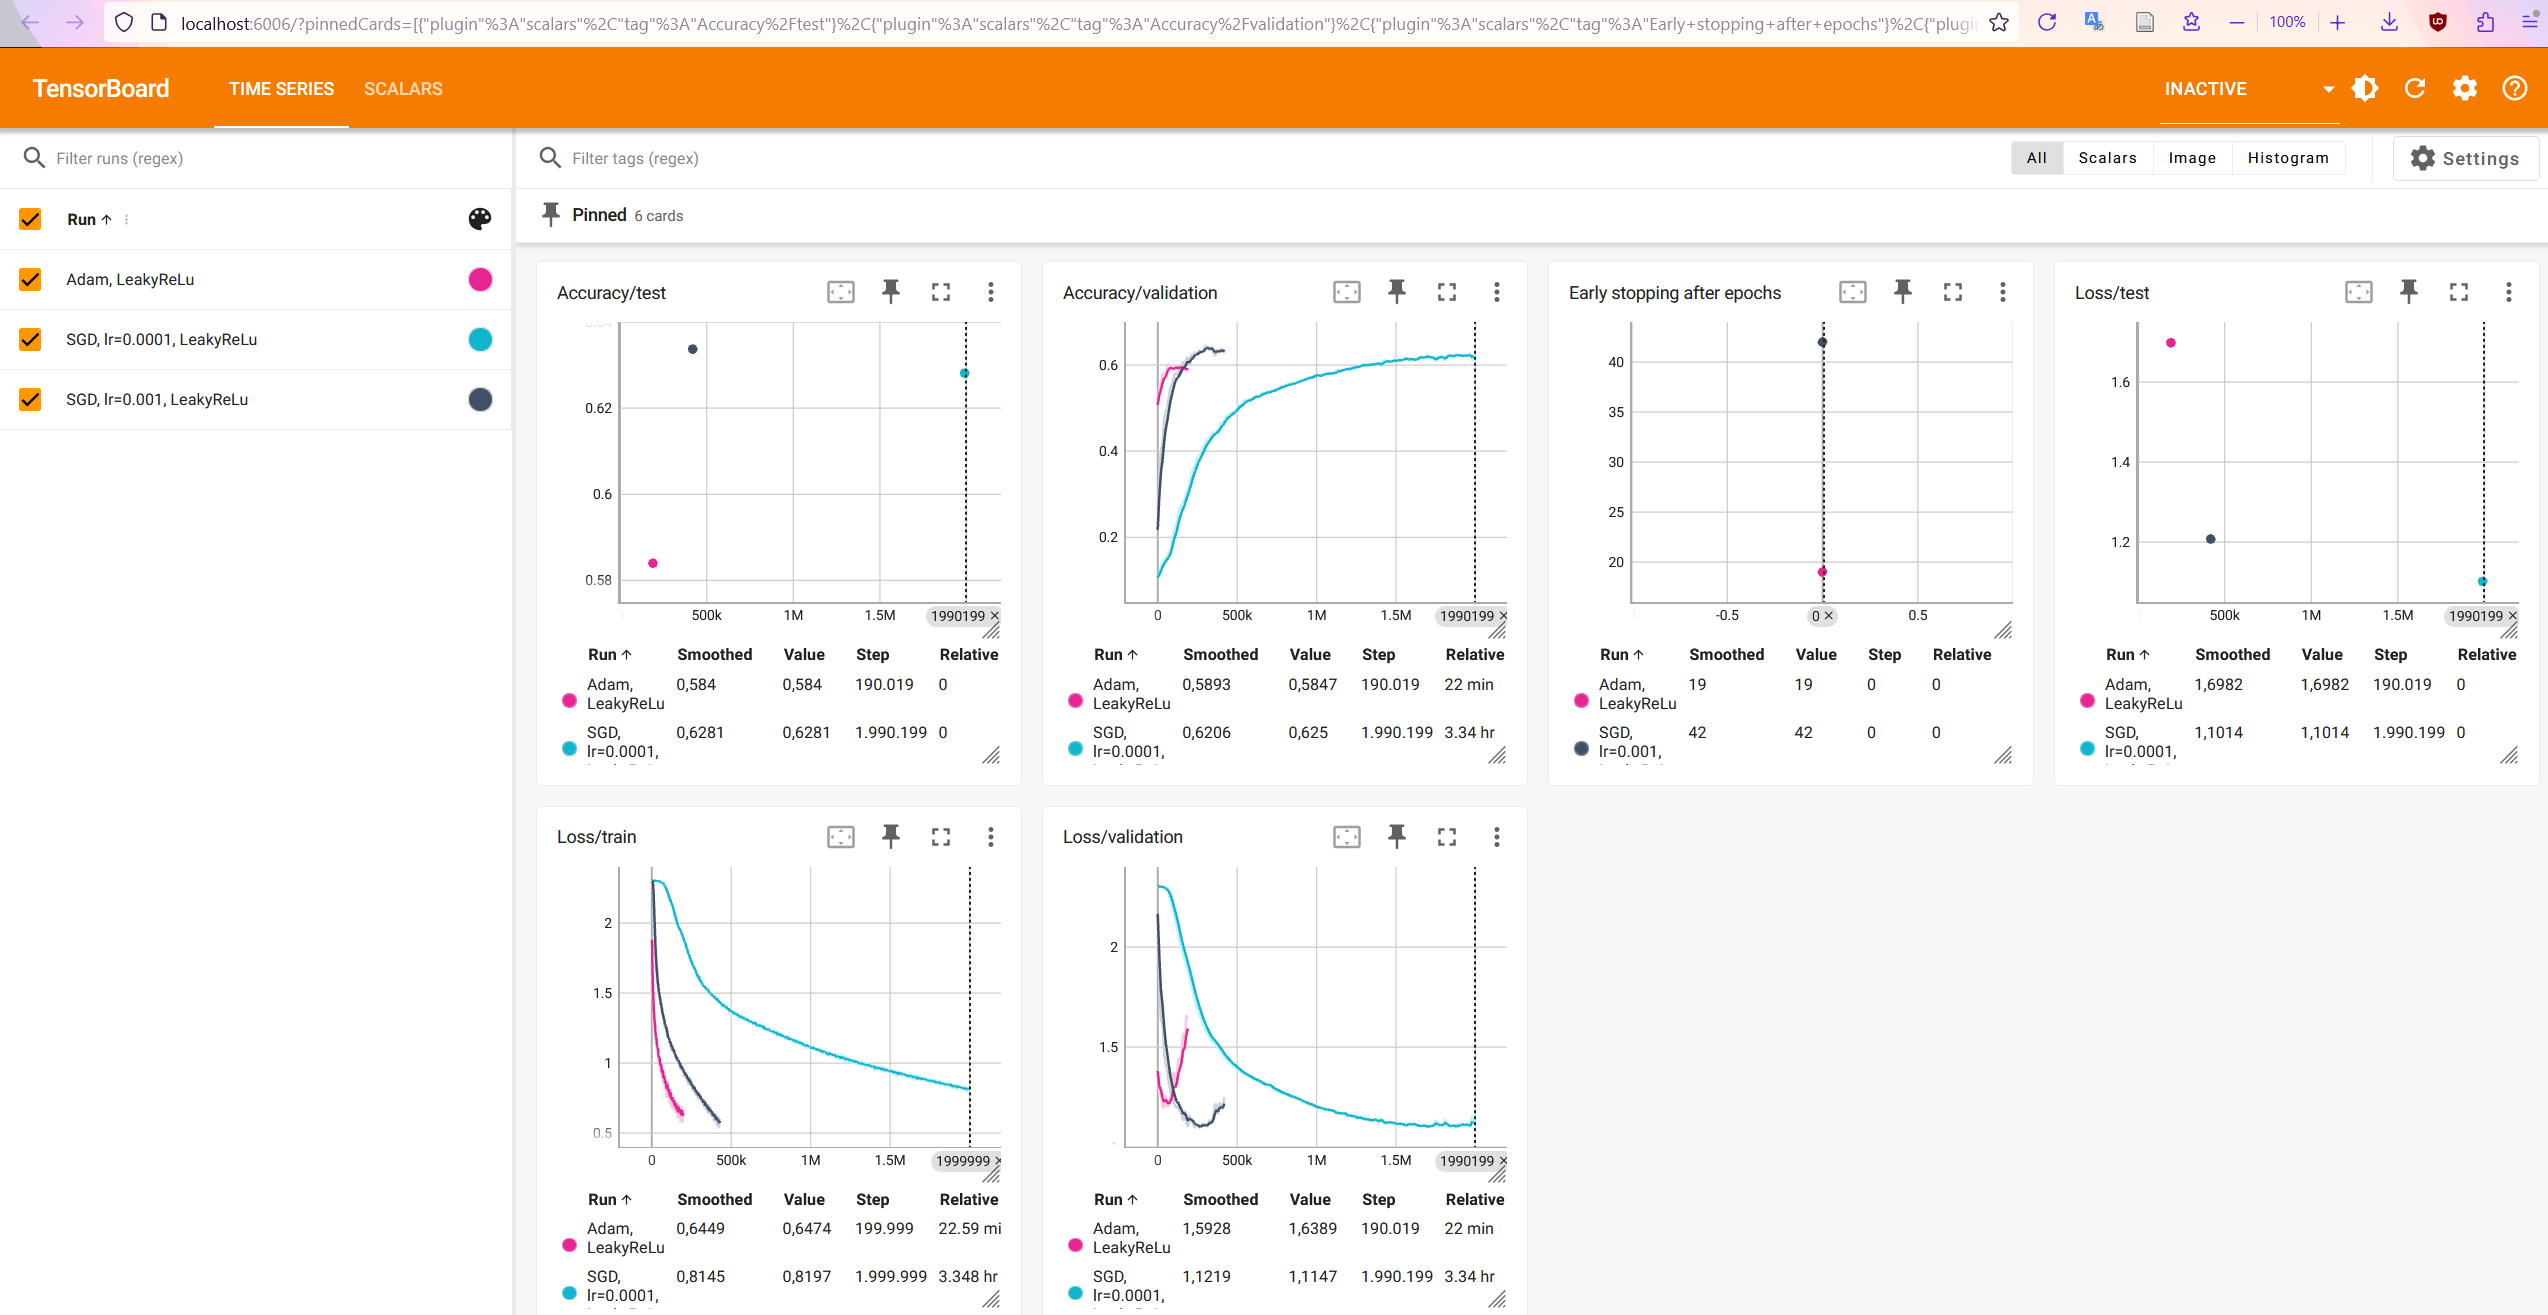 localhost:6006/?pinnedCards=[{"plugin"%3A"scalars"%2C"tag"%3A"Accuracy%2Ftest"}%2C{"plugin"%3A"scalars"%2C"tag"%3A"Accuracy%2Fvalidation"}%2C{"plugin"%3A"scalars"%2C"tag"%3A"Early+stopping+after+epochs"}%2C{"plugi
100%
TensorBoard
TIME SERIES
SCALARS
INACTIVE
Filter runs (regex)
Filter tags (regex)
All
Scalars
Image
Histogram
Settings
Run
Adam, LeakyReLu
SGD, lr=0.0001, LeakyReLu
SGD, lr=0.001, LeakyReLu
Pinned 6 cards
Accuracy/test
0.64
0.62
0.6
0.58
500k 1M 1.5M 1990199
Run Smoothed Value Step Relative
Adam, 0,584 0,584 190.019 0
LeakyReLu
SGD, 0,6281 0,6281 1.990.199 0
lr=0.0001,
Accuracy/validation
0.6
0.4
0.2
0 500k 1M 1.5M 1990199
Run Smoothed Value Step Relative
Adam, 0,5893 0,5847 190.019 22 min
LeakyReLu
SGD, 0,6206 0,625 1.990.199 3.34 hr
lr=0.0001,
Early stopping after epochs
40
35
30
25
20
-0.5 0 0.5
Run Smoothed Value Step Relative
Adam, 19 19 0 0
LeakyReLu
SGD, 42 42 0 0
lr=0.001,
Loss/test
1.6
1.4
1.2
500k 1M 1.5M 1990199
Run Smoothed Value Step Relative
Adam, 1,6982 1,6982 190.019 0
LeakyReLu
SGD, 1,1014 1,1014 1.990.199 0
lr=0.0001,
Loss/train
2
1.5
1
0.5
0 500k 1M 1.5M 1999999
Run Smoothed Value Step Relative
Adam, 0,6449 0,6474 199.999 22.59 mi
LeakyReLu
SGD, 0,8145 0,8197 1.999.999 3.348 hr
lr=0.0001,
Loss/validation
2
1.5
0 500k 1M 1.5M 1990199
Run Smoothed Value Step Relative
Adam, 1,5928 1,6389 190.019 22 min
LeakyReLu
SGD, 1,1219 1,1147 1.990.199 3.34 hr
lr=0.0001,